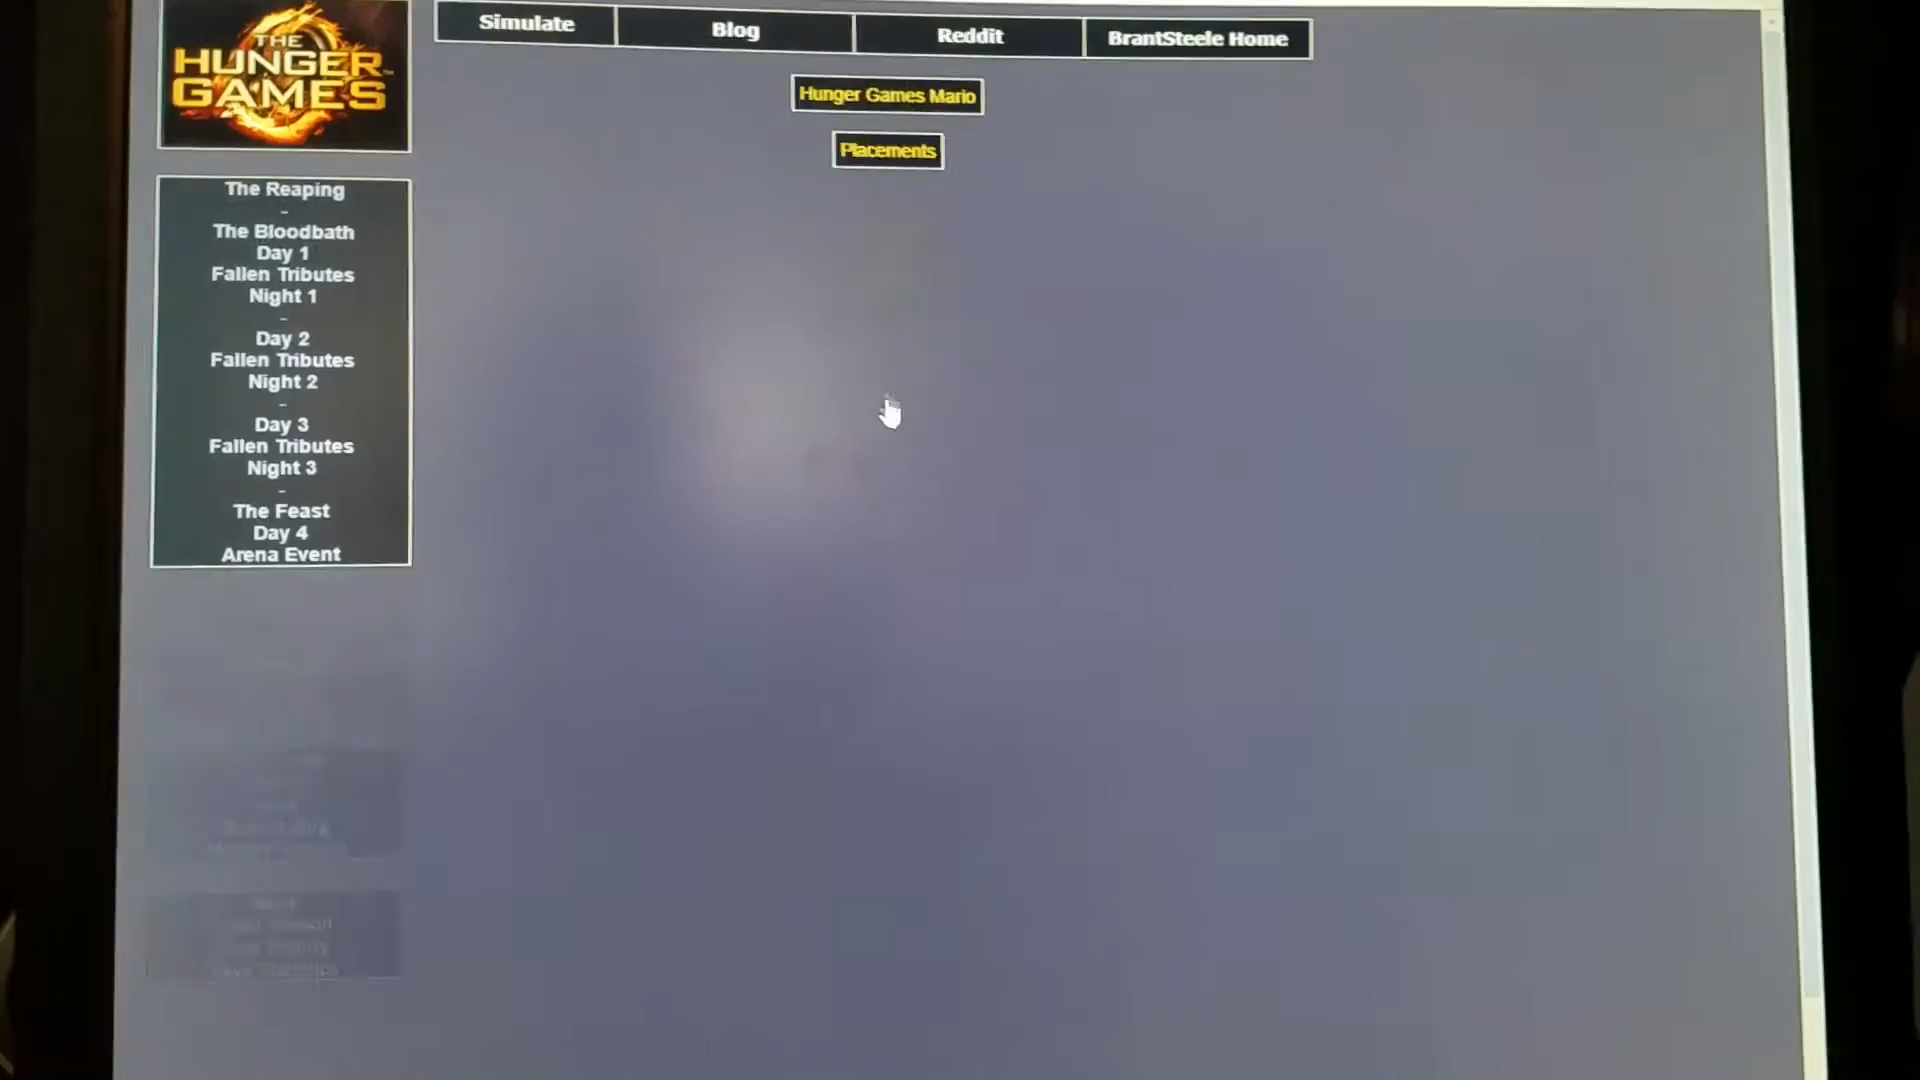 THE
HUNGER
GAMES
Simulate
Blog
Reddit
BrantSteele Home
Hunger Games Mario
Placements
The Reaping
-
The Bloodbath
Day 1
Fallen Tributes
Night 1
-
Day 2
Fallen Tributes
Night 2
-
Day 3
Fallen Tributes
Night 3
-
The Feast
Day 4
Arena Event